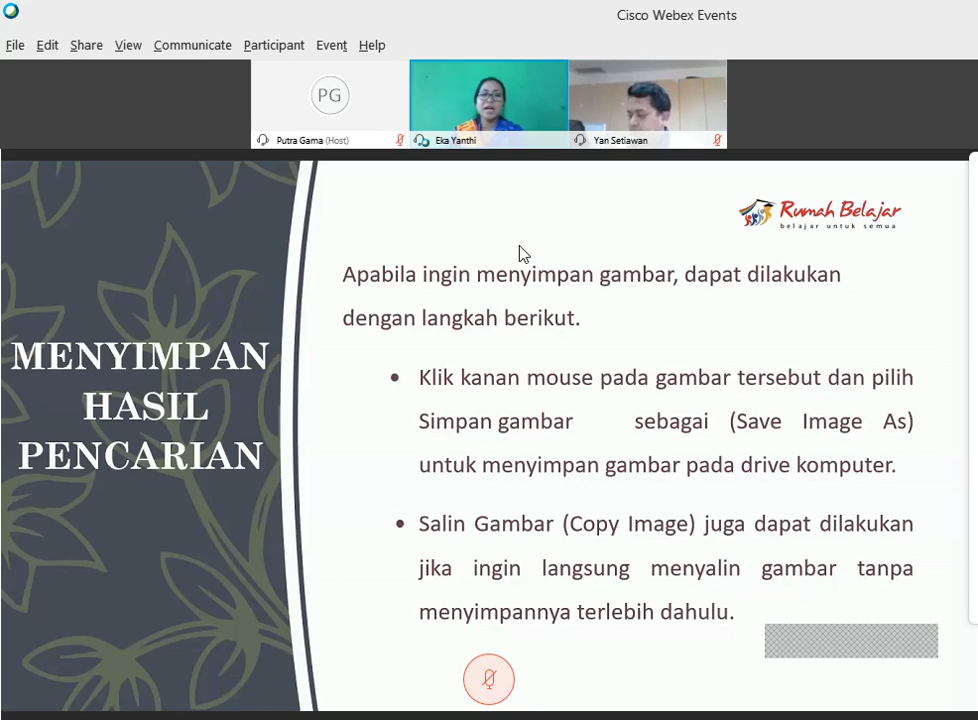 Cisco Webex Events
File Edit Share View Communicate Participant Event Help
PG
Putra Gama (Host) Eka Yanthi Yan Setiawan
Rumah Belajar
belajar untuk semua
MENYIMPAN
HASIL
PENCARIAN
Apabila ingin menyimpan gambar, dapat dilakukan
dengan langkah berikut.
• Klik kanan mouse pada gambar tersebut dan pilih
Simpan gambar sebagai (Save Image As)
untuk menyimpan gambar pada drive komputer.
• Salin Gambar (Copy Image) juga dapat dilakukan
jika ingin langsung menyalin gambar tanpa
menyimpannya terlebih dahulu.